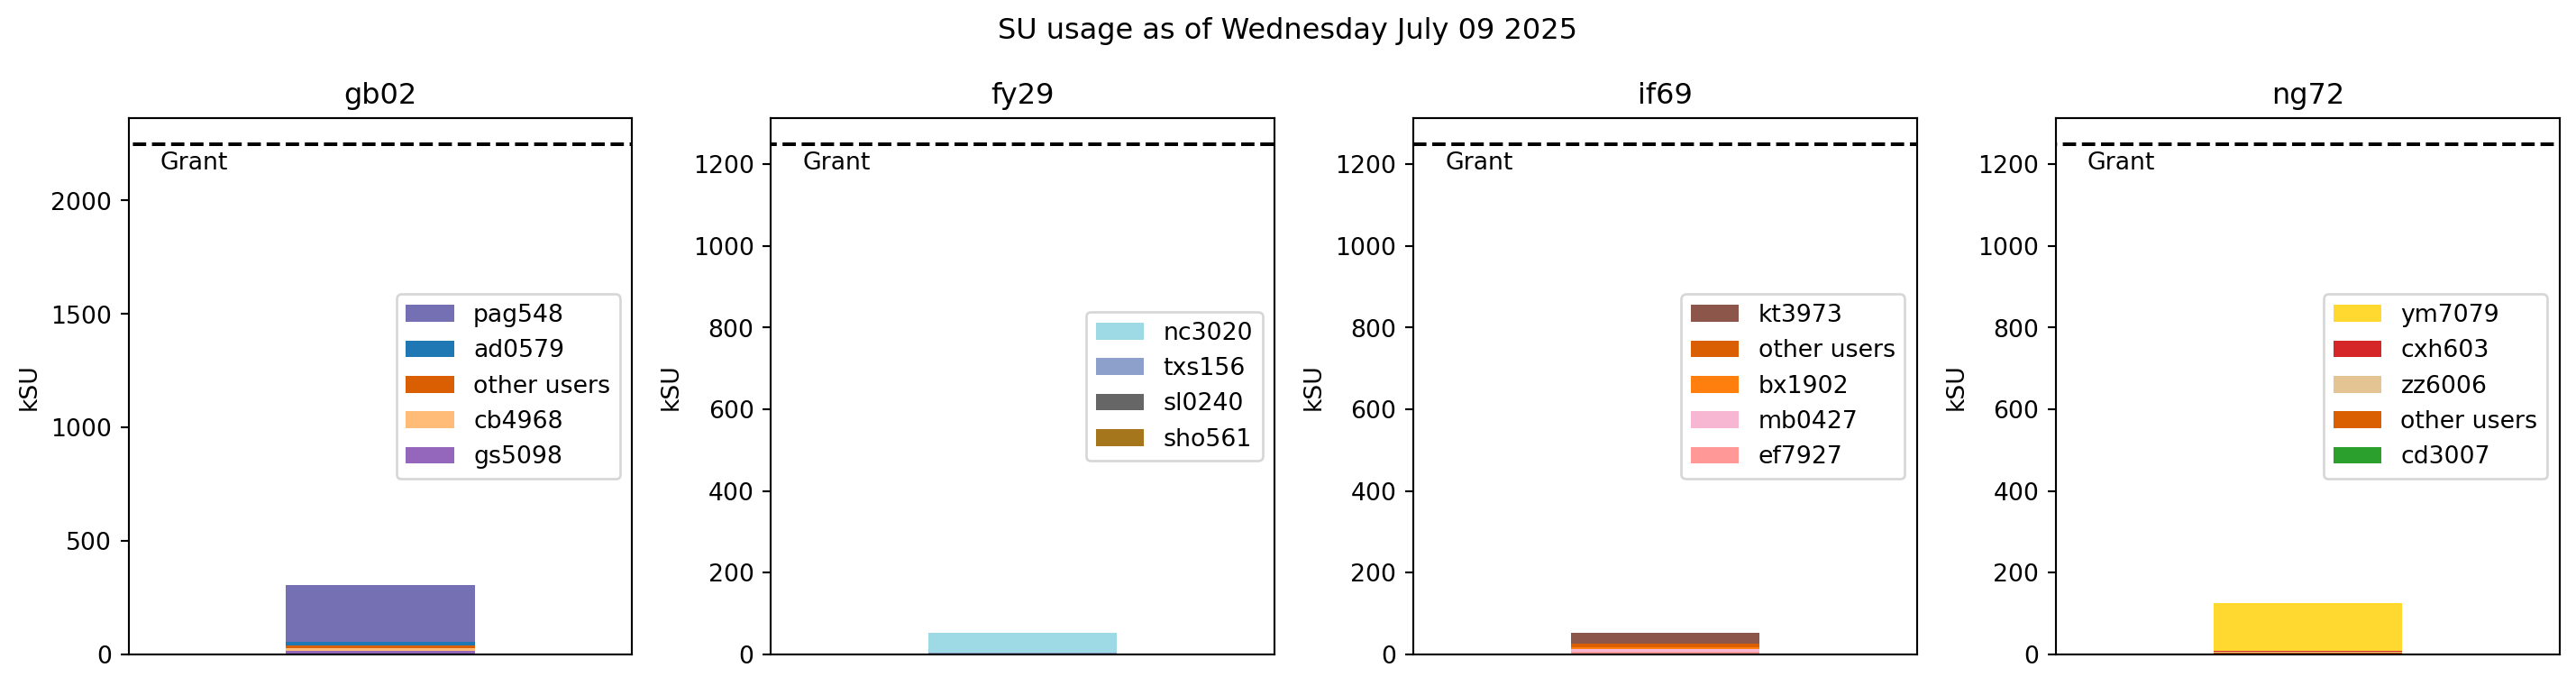 SU usage as of Wednesday July 09 2025
gb02
kSU
2000
1500
1000
500
0
Grant
pag548
ad0579
other users
cb4968
gs5098
fy29
kSU
1200
1000
800
600
400
200
0
Grant
nc3020
txs156
sl0240
sho561
if69
kSU
1200
1000
800
600
400
200
0
Grant
kt3973
other users
bx1902
mb0427
ef7927
ng72
kSU
1200
1000
800
600
400
200
0
Grant
ym7079
cxh603
zz6006
other users
cd3007